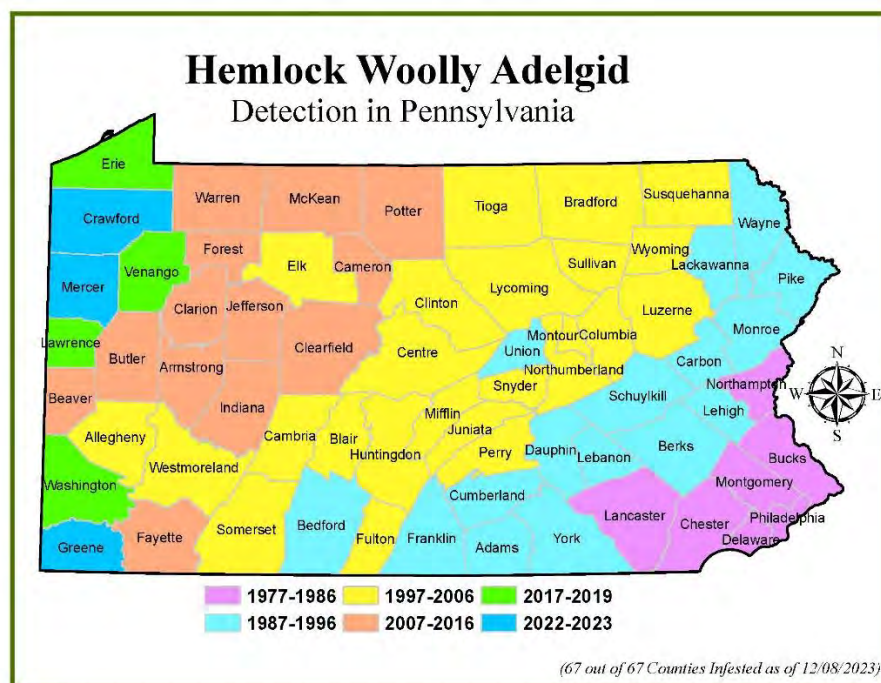 Hemlock Woolly Adelgid
Detection in Pennsylvania
Erie
Crawford
Warren
McKean
Potter
Tioga
Bradford
Susquehanna
Wayne
Forest
Venango
Elk
Cameron
Sullivan
Wyoming
Lackawanna
Pike
Mercer
Clarion
Jefferson
Clinton
Lycoming
Luzerne
Monroe
Lawrence
Butler
Armstrong
Clearfield
Centre
Union
Montour
Columbia
Carbon
Northampton
Beaver
Indiana
Snyder
Northumberland
Schuylkill
Lehigh
Allegheny
Westmoreland
Cambria
Blair
Huntingdon
Mifflin
Juniata
Perry
Dauphin
Lebanon
Berks
Bucks
Washington
Somerset
Bedford
Fulton
Cumberland
Montgomery
Greene
Fayette
Franklin
Adams
York
Lancaster
Chester
Delaware
Philadelphia
N
W E
S
1977-1986 1997-2006 2017-2019
1987-1996 2007-2016 2022-2023
(67 out of 67 Counties Infested as of 12/08/2023)